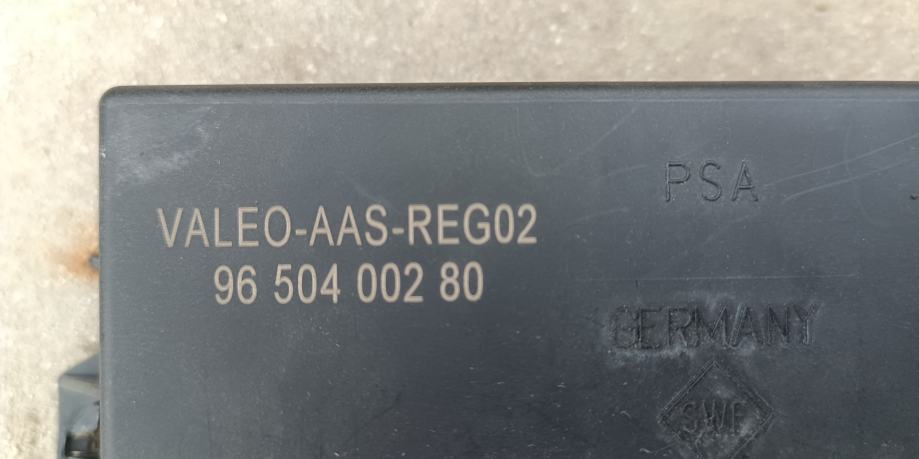 VALEO-AAS-REG02
96 504 002 80
PSA
GERMANY
SWF